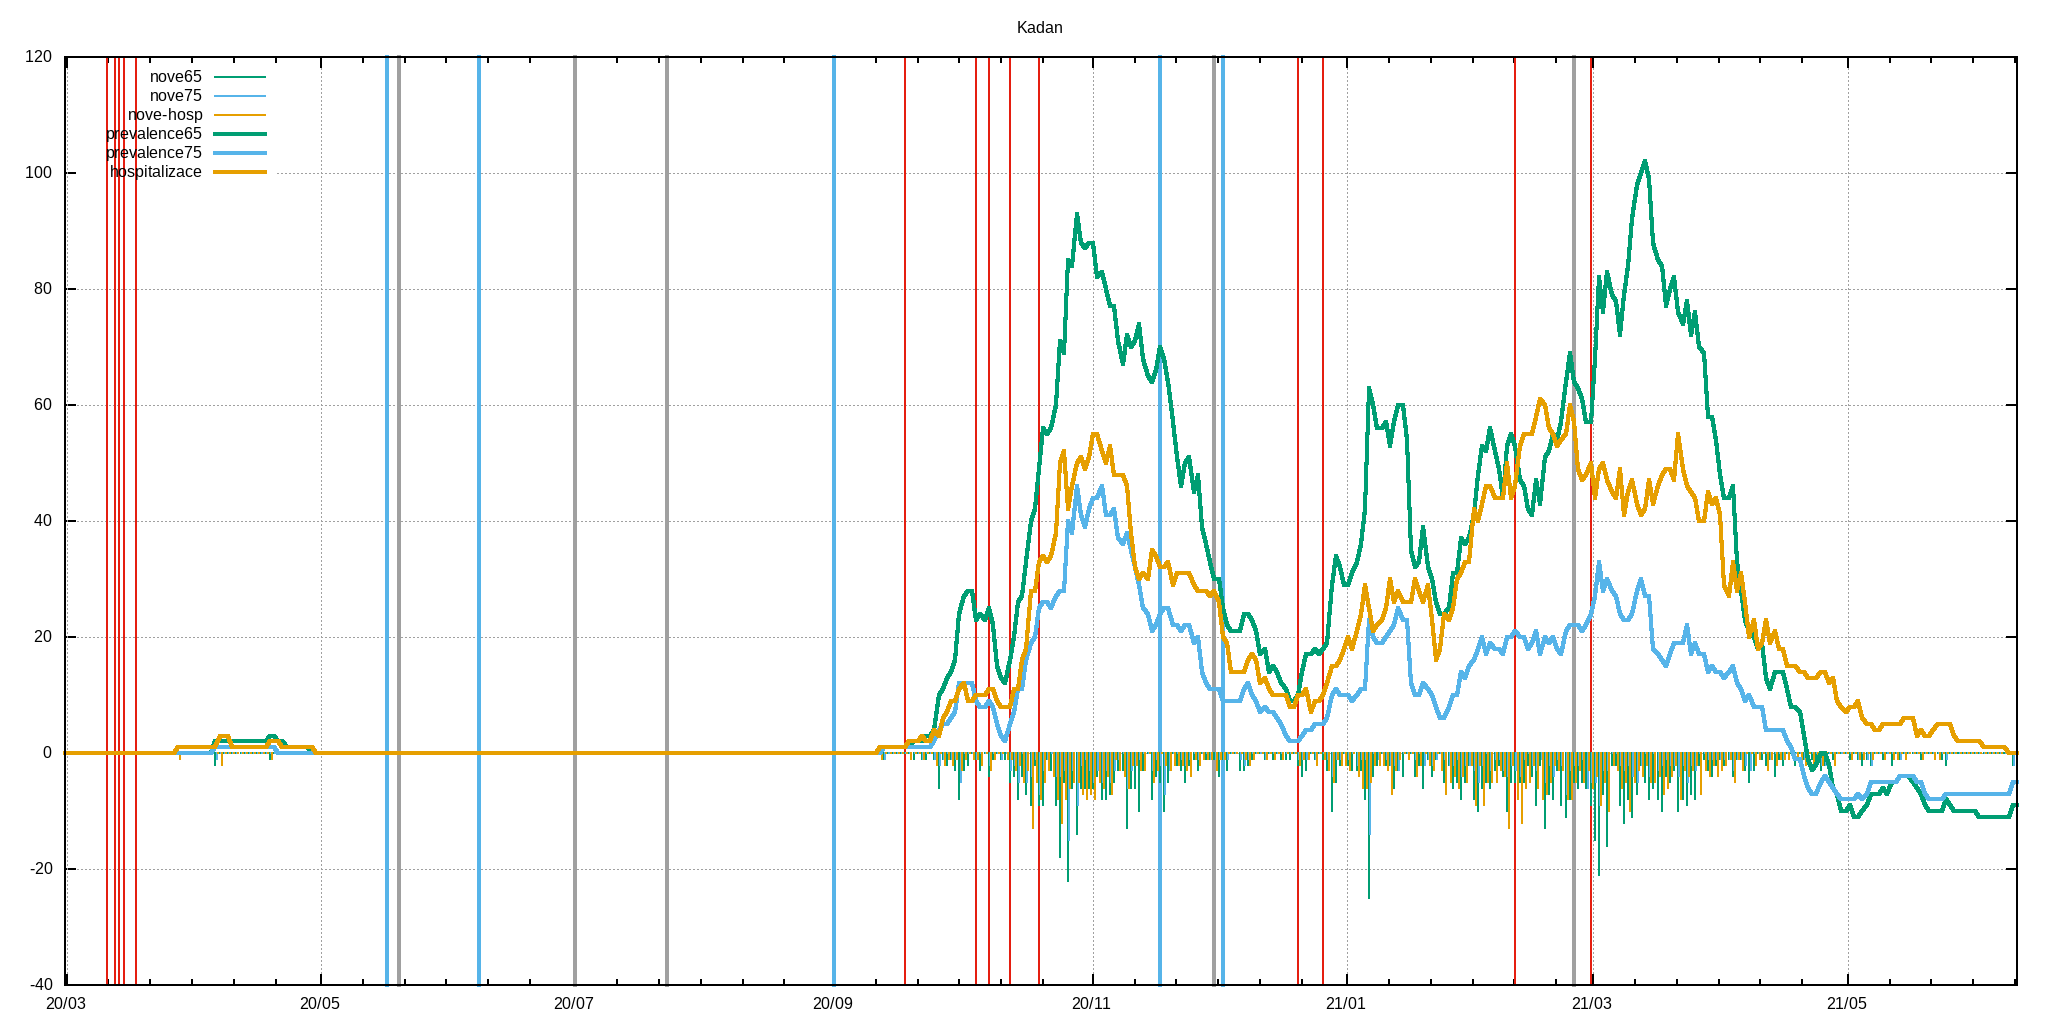 Kadan
120
100
80
60
40
20
0
-20
-40
nove65
nove75
nove-hosp
prevalence65
prevalence75
hospitalizace
20/03 20/05 20/07 20/09 20/11 21/01 21/03 21/05